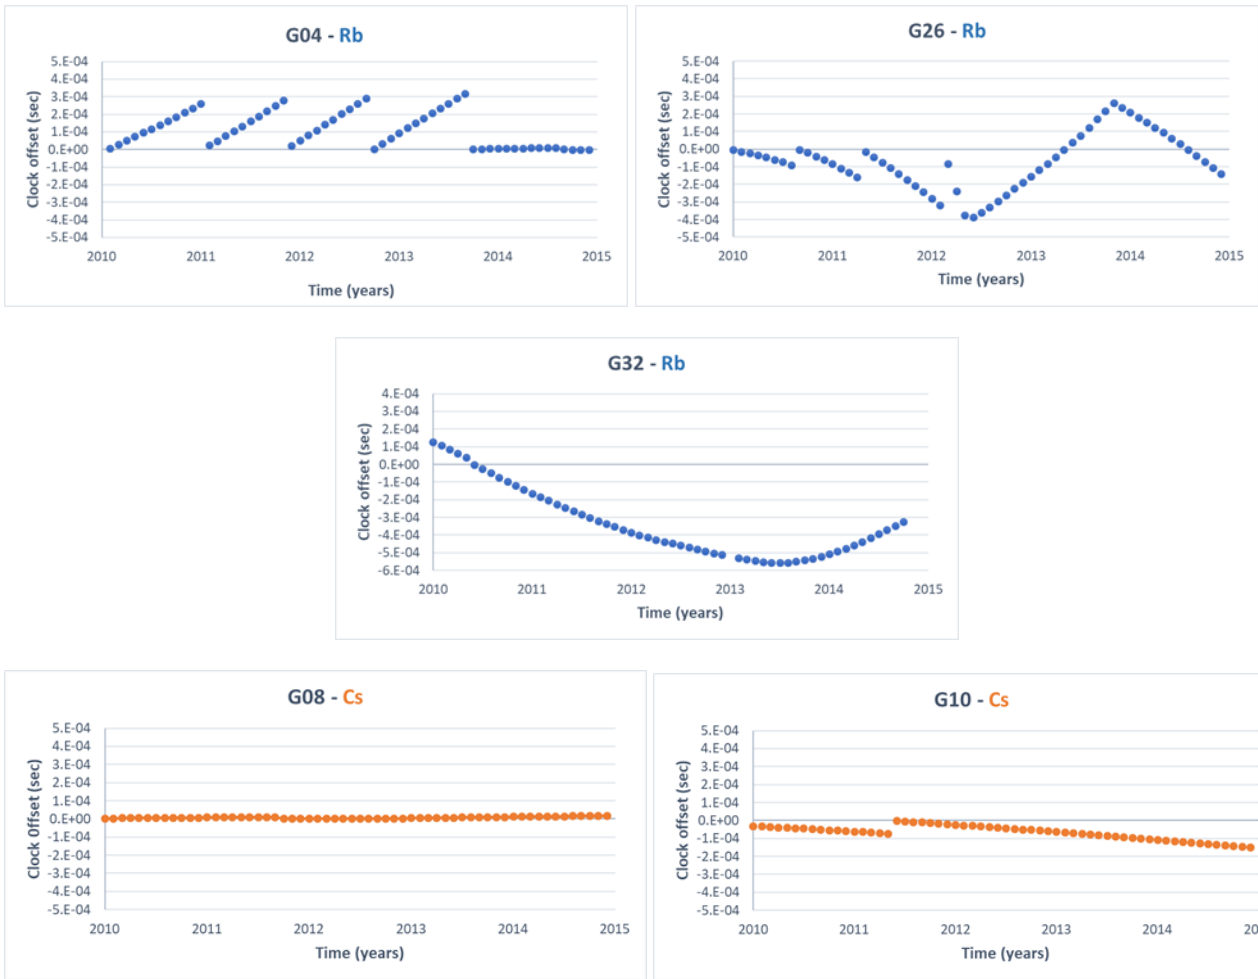 G04 - Rb
Clock offset (sec)
5.E-04
4.E-04
3.E-04
2.E-04
1.E-04
0.E+00
-1.E-04
-2.E-04
-3.E-04
-4.E-04
-5.E-04
2010 2011 2012 2013 2014 2015
Time (years)
G26 - Rb
Clock offset (sec)
5.E-04
4.E-04
3.E-04
2.E-04
1.E-04
0.E+00
-1.E-04
-2.E-04
-3.E-04
-4.E-04
-5.E-04
2010 2011 2012 2013 2014 2015
Time (years)
G32 - Rb
Clock offset (sec)
4.E-04
3.E-04
2.E-04
1.E-04
0.E+00
-1.E-04
-2.E-04
-3.E-04
-4.E-04
-5.E-04
-6.E-04
2010 2011 2012 2013 2014 2015
Time (years)
G08 - Cs
Clock 0ffset (sec)
5.E-04
4.E-04
3.E-04
2.E-04
1.E-04
0.E+00
-1.E-04
-2.E-04
-3.E-04
-4.E-04
-5.E-04
2010 2011 2012 2013 2014 2015
Time (years)
G10 - Cs
Clock offset (sec)
5.E-04
4.E-04
3.E-04
2.E-04
1.E-04
0.E+00
-1.E-04
-2.E-04
-3.E-04
-4.E-04
-5.E-04
2010 2011 2012 2013 2014
Time (years)